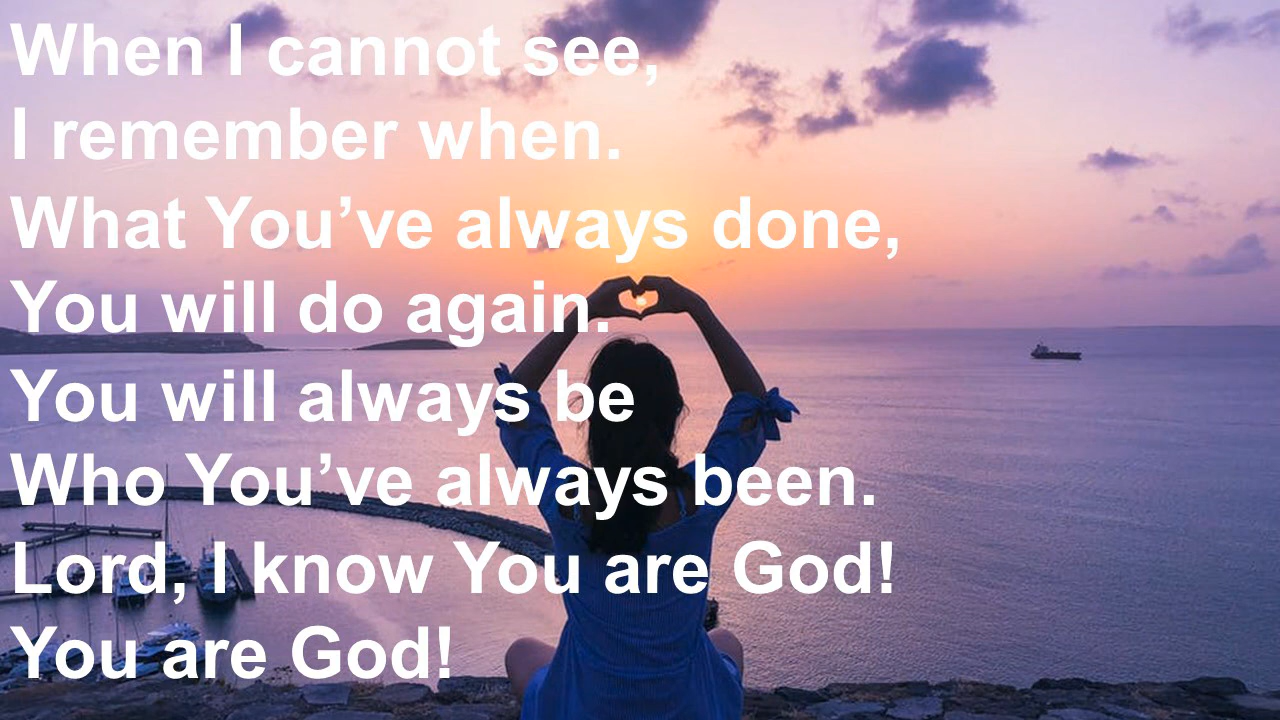 When I cannot see,
I remember when.
What You’ve always done,
You will do again.
You will always be
Who You’ve always been.
Lord, I know You are God!
You are God!